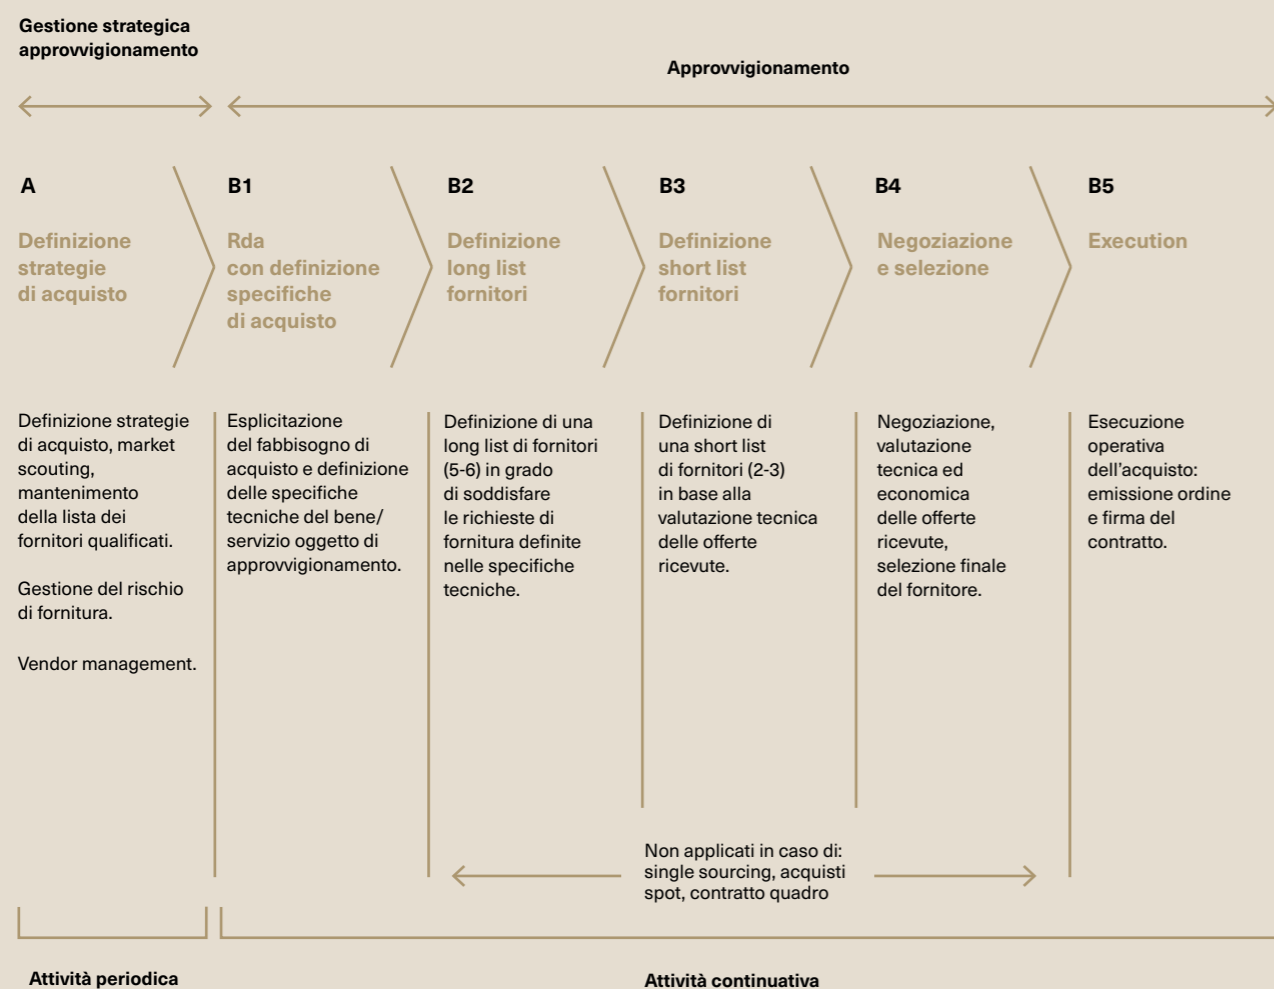 Gestione strategica
approvvigionamento
Approvvigionamento
A
Definizione
strategie
di acquisto
B1
Rda
con definizione
specifiche
di acquisto
B2
Definizione
long list
fornitori
B3
Definizione
short list
fornitori
B4
Negoziazione
e selezione
B5
Execution
Definizione strategie
di acquisto, market
scouting,
mantenimento
della lista dei
fornitori qualificati.
Gestione del rischio
di fornitura.
Vendor management.
Esplicitazione
del fabbisogno di
acquisto e definizione
delle specifiche
tecniche del bene/
servizio oggetto di
approvvigionamento.
Definizione di una
long list di fornitori
(5-6) in grado
di soddisfare
le richieste di
fornitura definite
nelle specifiche
tecniche.
Definizione di
una short list
di fornitori (2-3)
in base alla
valutazione tecnica
delle offerte
ricevute.
Negoziazione,
valutazione
tecnica ed
economica
delle offerte
ricevute,
selezione finale
del fornitore.
Esecuzione
operativa
dell'acquisto:
emissione ordine
e firma del
contratto.
Non applicati in caso di:
single sourcing, acquisti
spot, contratto quadro
Attività periodica
Attività continuativa